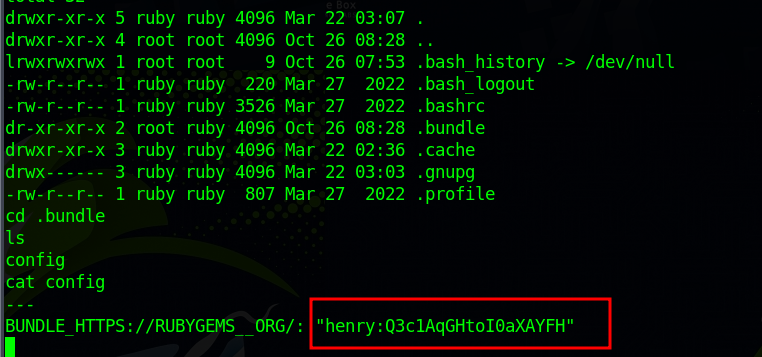 drwxr-xr-x 5 ruby ruby 4096 Mar 22 03:07 .
drwxr-xr-x 4 root root 4096 Oct 26 08:28 ..
lrwxrwxrwx 1 root root    9 Oct 26 07:53 .bash_history -> /dev/null
-rw-r--r-- 1 ruby ruby  220 Mar 27  2022 .bash_logout
-rw-r--r-- 1 ruby ruby 3526 Mar 27  2022 .bashrc
dr-xr-xr-x 2 root ruby 4096 Oct 26 08:28 .bundle
drwxr-xr-x 3 ruby ruby 4096 Mar 22 02:36 .cache
drwx------ 3 ruby ruby 4096 Mar 22 03:03 .gnupg
-rw-r--r-- 1 ruby ruby  807 Mar 27  2022 .profile
cd .bundle
ls
config
cat config
---
BUNDLE_HTTPS://RUBYGEMS__ORG/: "henry:Q3c1AqGHtoI0aXAYFH"